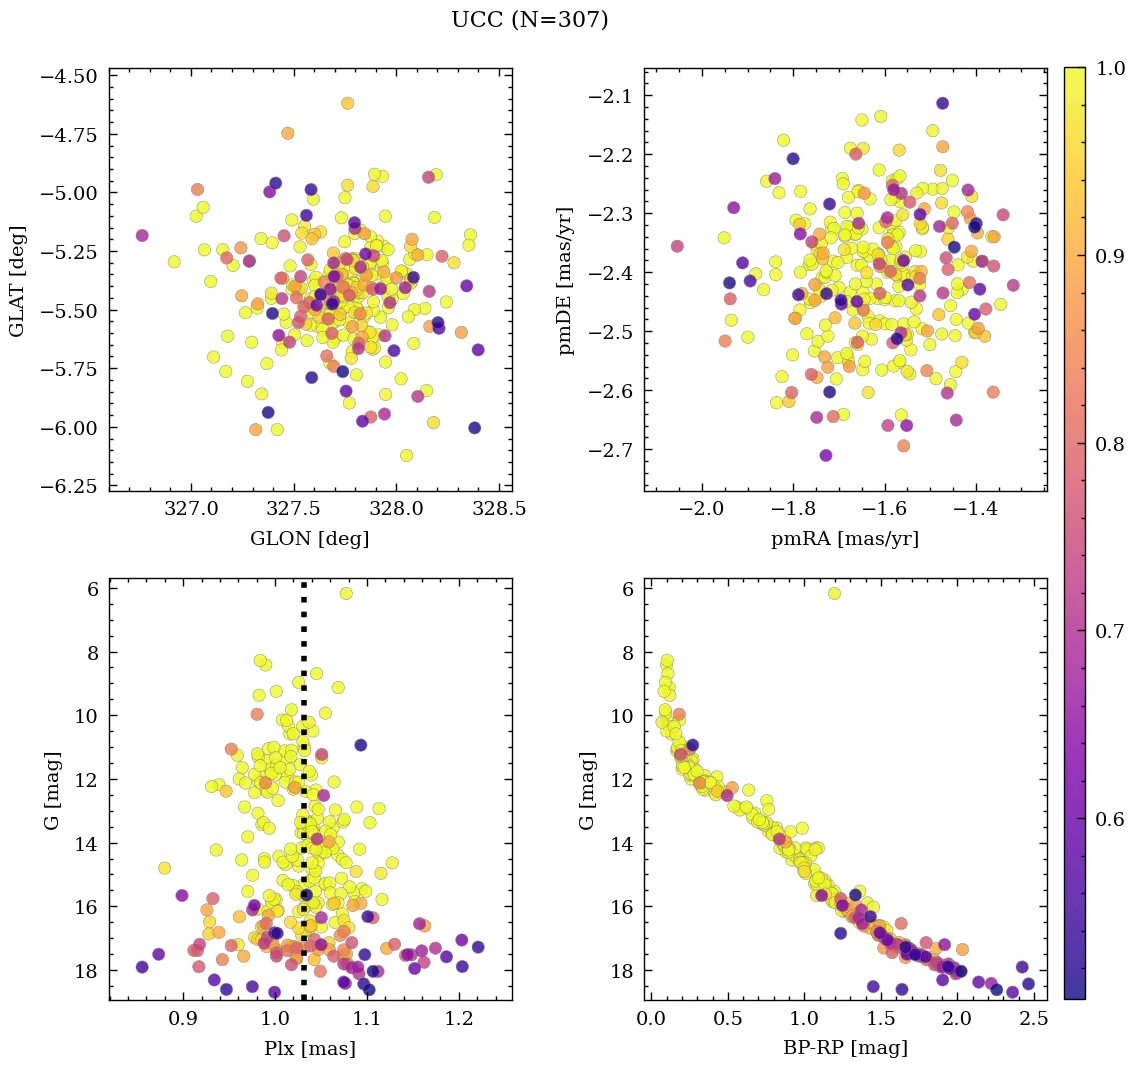 UCC (N=307)
−4.50
−4.75
−5.00
−5.25
−5.50
−5.75
−6.00
−6.25
GLAT [deg]
327.0 327.5 328.0 328.5
GLON [deg]
−2.1
−2.2
−2.3
−2.4
−2.5
−2.6
−2.7
pmDE [mas/yr]
−2.0 −1.8 −1.6 −1.4
pmRA [mas/yr]
6
8
10
12
14
16
18
G [mag]
0.9 1.0 1.1 1.2
Plx [mas]
6
8
10
12
14
16
18
G [mag]
0.0 0.5 1.0 1.5 2.0 2.5
BP-RP [mag]
1.0
0.9
0.8
0.7
0.6